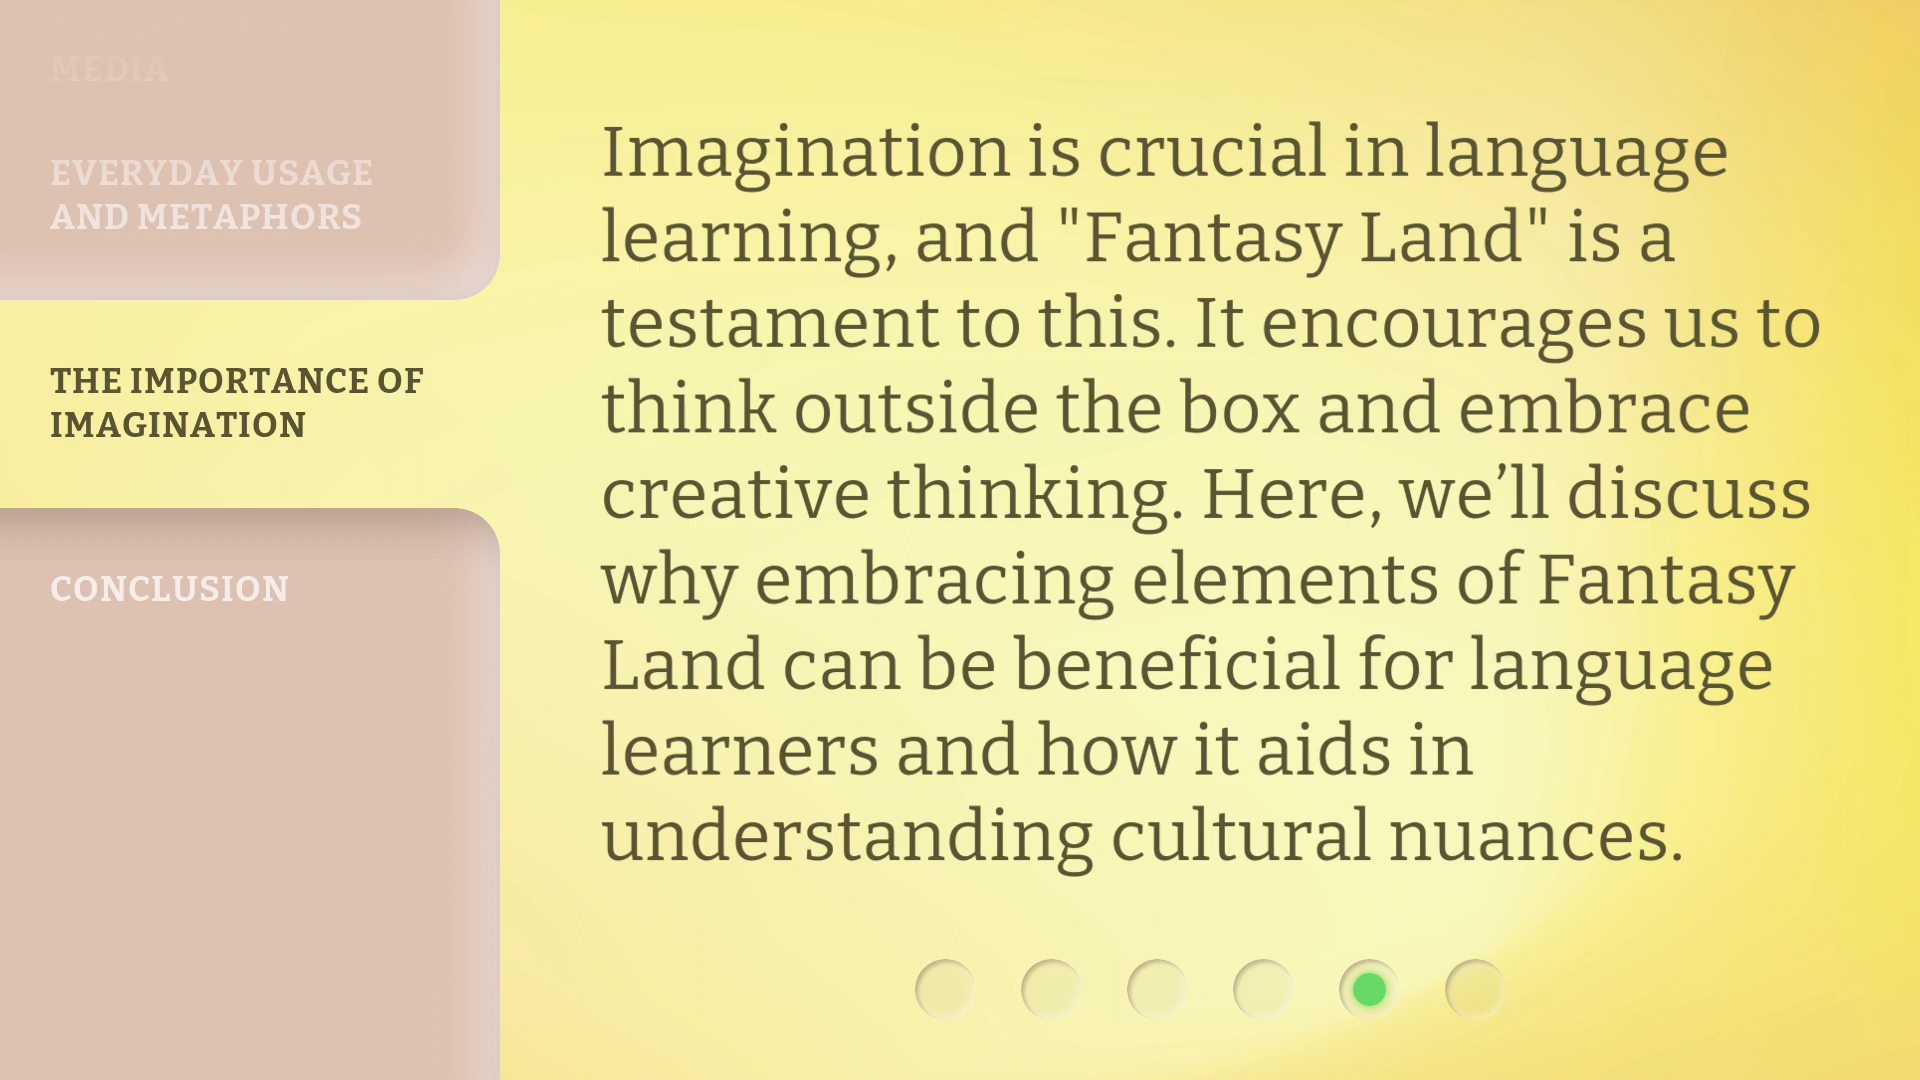 MEDIA
EVERYDAY USAGE
AND METAPHORS
THE IMPORTANCE OF
IMAGINATION
CONCLUSION
Imagination is crucial in language
learning, and "Fantasy Land" is a
testament to this. It encourages us to
think outside the box and embrace
creative thinking. Here, we’ll discuss
why embracing elements of Fantasy
Land can be beneficial for language
learners and how it aids in
understanding cultural nuances.